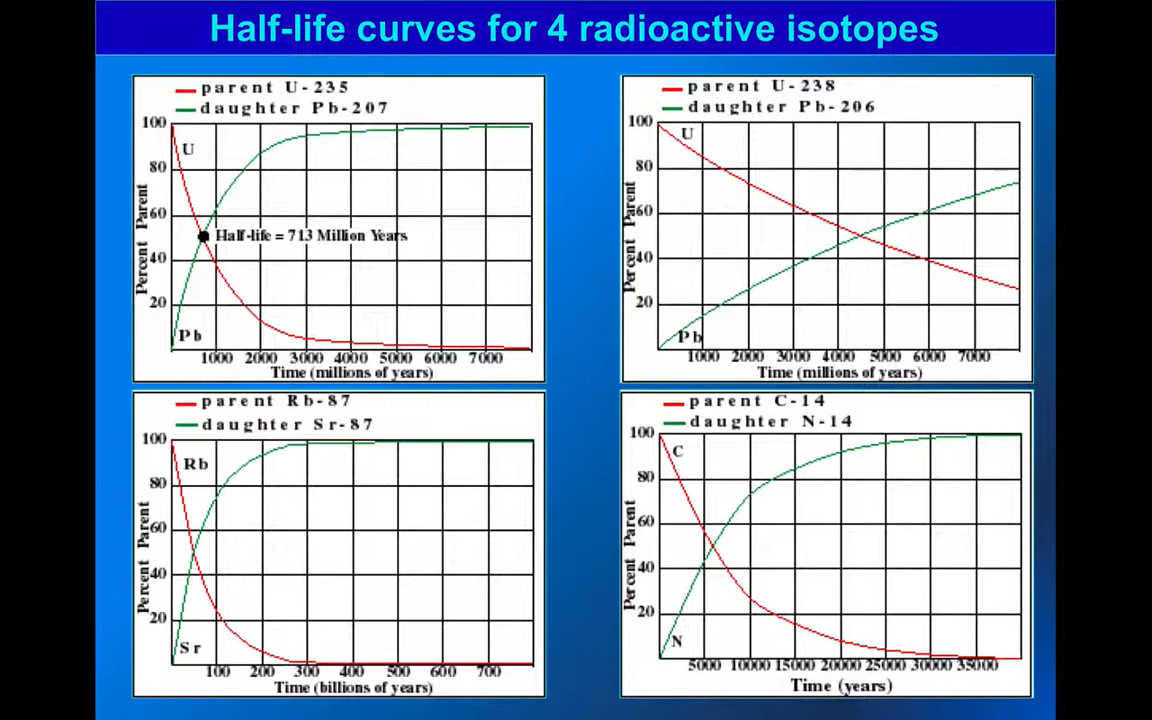 Half-life curves for 4 radioactive isotopes
parent U-235
daughter Pb-207
100
80
60
40
20
U
Half-life = 713 Million Years
Pb
Percent Parent
1000 2000 3000 4000 5000 6000 7000
Time (millions of years)
parent U-238
daughter Pb-206
100
80
60
40
20
U
Pb
Percent Parent
1000 2000 3000 4000 5000 6000 7000
Time (millions of years)
parent Rb-87
daughter Sr-87
100
80
60
40
20
Rb
Sr
Percent Parent
100 200 300 400 500 600 700
Time (billions of years)
parent C-14
daughter N-14
100
80
60
40
20
C
N
Percent Parent
5000 10000 15000 20000 25000 30000 35000
Time (years)